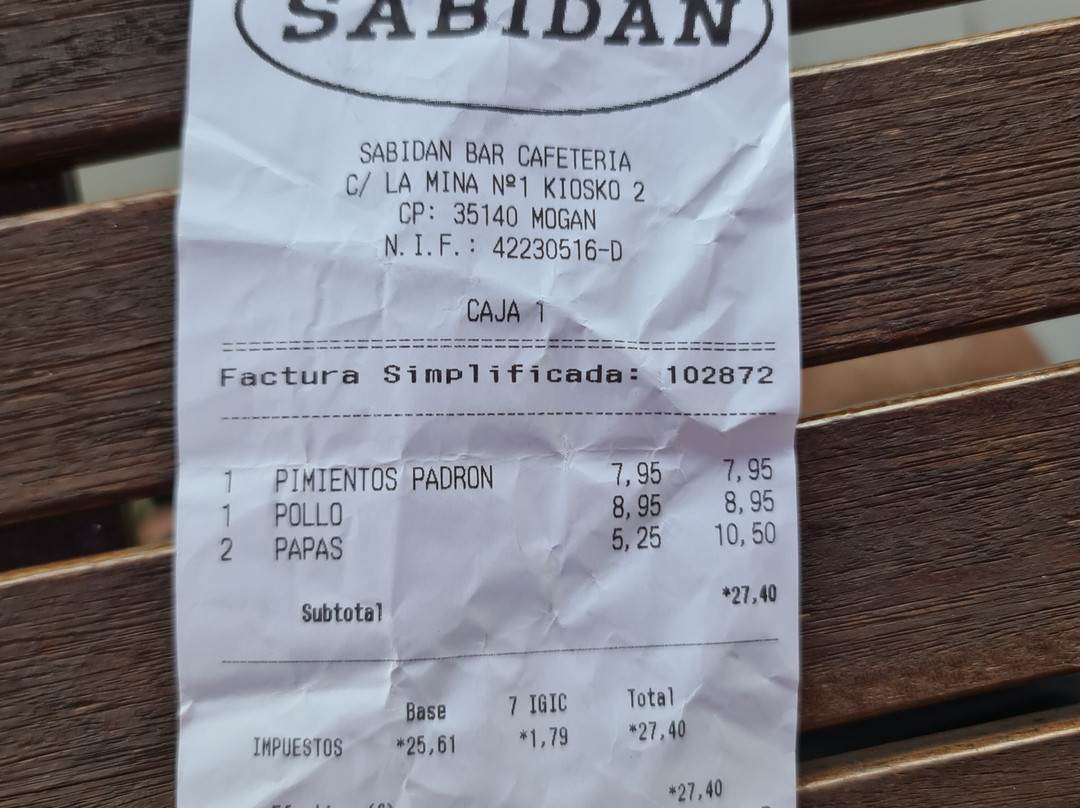 SABIDAN
SABIDAN BAR CAFETERIA
C/ LA MINA Nº1 KIOSKO 2
CP: 35140 MOGAN
N.I.F.: 42230516-D
CAJA 1
Factura Simplificada: 102872
1 PIMIENTOS PADRON 7,95 7,95
1 POLLO 8,95 8,95
2 PAPAS 5,25 10,50
Subtotal *27,40
Base 7 IGIC Total
IMPUESTOS *25,61 *1,79 *27,40
*27,40